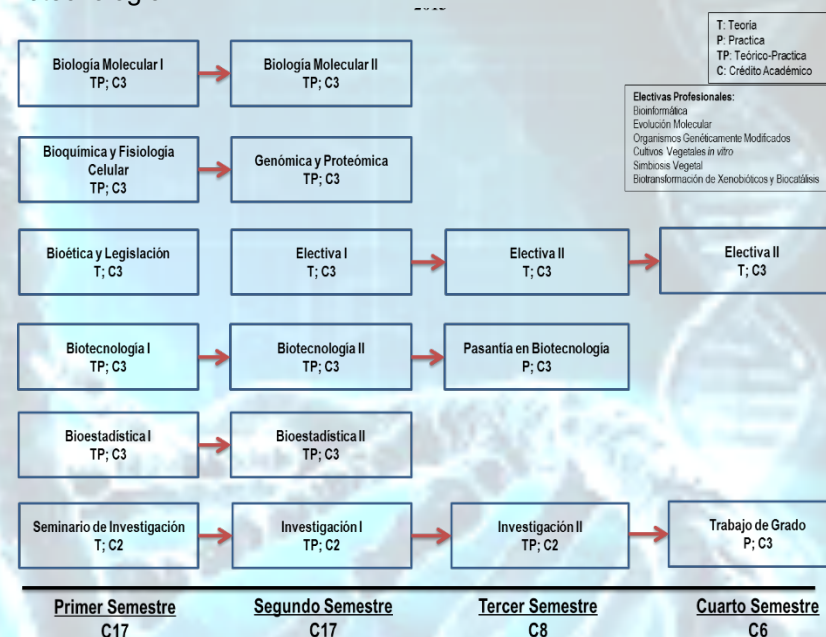 T: Teoria
P: Practica
TP: Teórico-Practica
C: Crédito Académico
Electivas Profesionales:
Bioinformática
Evolución Molecular
Organismos Genéticamente Modificados
Cultivos Vegetales in vitro
Simbiosis Vegetal
Biotransformación de Xenobióticos y Biocatálisis
Biología Molecular I
TP; C3
Biología Molecular II
TP; C3
Bioquímica y Fisiología
Celular
TP; C3
Genómica y Proteómica
TP; C3
Bioética y Legislación
T; C3
Electiva I
T; C3
Electiva II
T; C3
Electiva II
T; C3
Biotecnología I
TP; C3
Biotecnología II
TP; C3
Pasantía en Biotecnología
P; C3
Bioestadística I
TP; C3
Bioestadística II
TP; C3
Seminario de Investigación
T; C2
Investigación I
TP; C2
Investigación II
TP; C2
Trabajo de Grado
P; C3
Primer Semestre
C17
Segundo Semestre
C17
Tercer Semestre
C8
Cuarto Semestre
C6